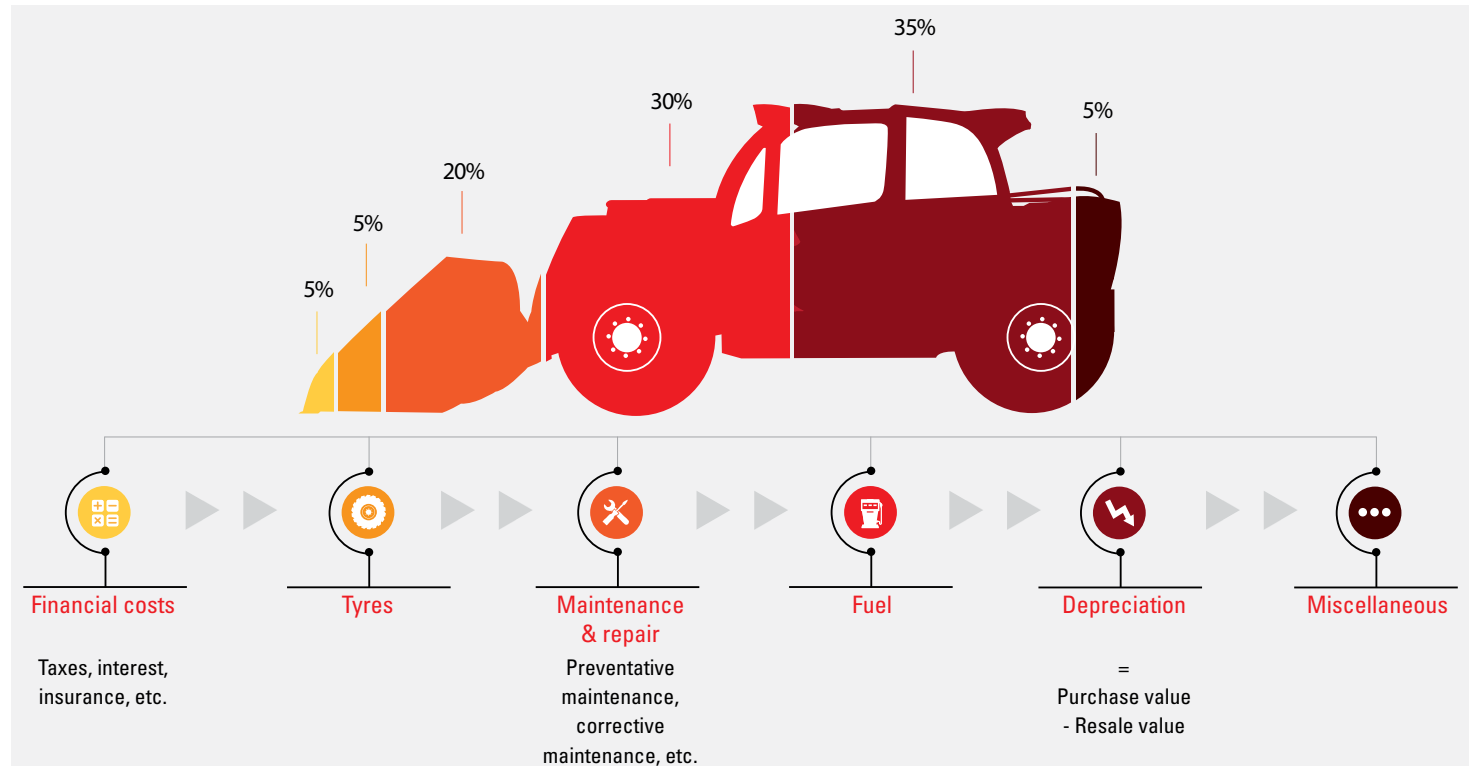 35%
30%
5%
20%
5%
5%
Financial costs
Taxes, interest,
insurance, etc.
Tyres
Maintenance
& repair
Preventative
maintenance,
corrective
maintenance, etc.
Fuel
Depreciation
=
Purchase value
- Resale value
Miscellaneous